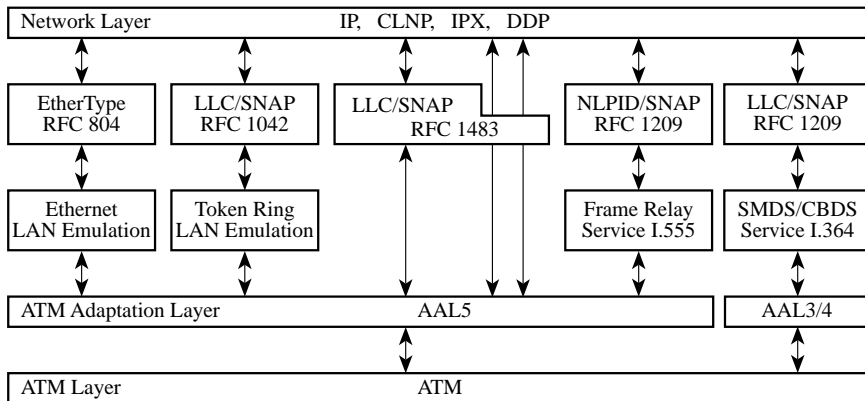 Network Layer IP, CLNP, IPX, DDP
EtherType
RFC 804
LLC/SNAP
RFC 1042
LLC/SNAP
RFC 1483
NLPID/SNAP
RFC 1209
LLC/SNAP
RFC 1209
Ethernet
LAN Emulation
Token Ring
LAN Emulation
Frame Relay
Service I.555
SMDS/CBDS
Service I.364
ATM Adaptation Layer AAL5
AAL3/4
ATM Layer ATM